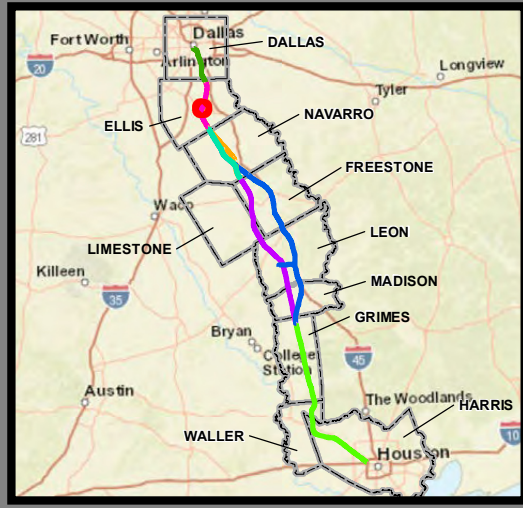 Dallas
Fort Worth
DALLAS
Arlington
20
Longview
Tyler
NAVARRO
ELLIS
281
FREESTONE
Waco
LEON
LIMESTONE
Killeen
MADISON
35
GRIMES
Bryan
College
Station
45
Austin
The Woodlands
HARRIS
WALLER
10
Houston